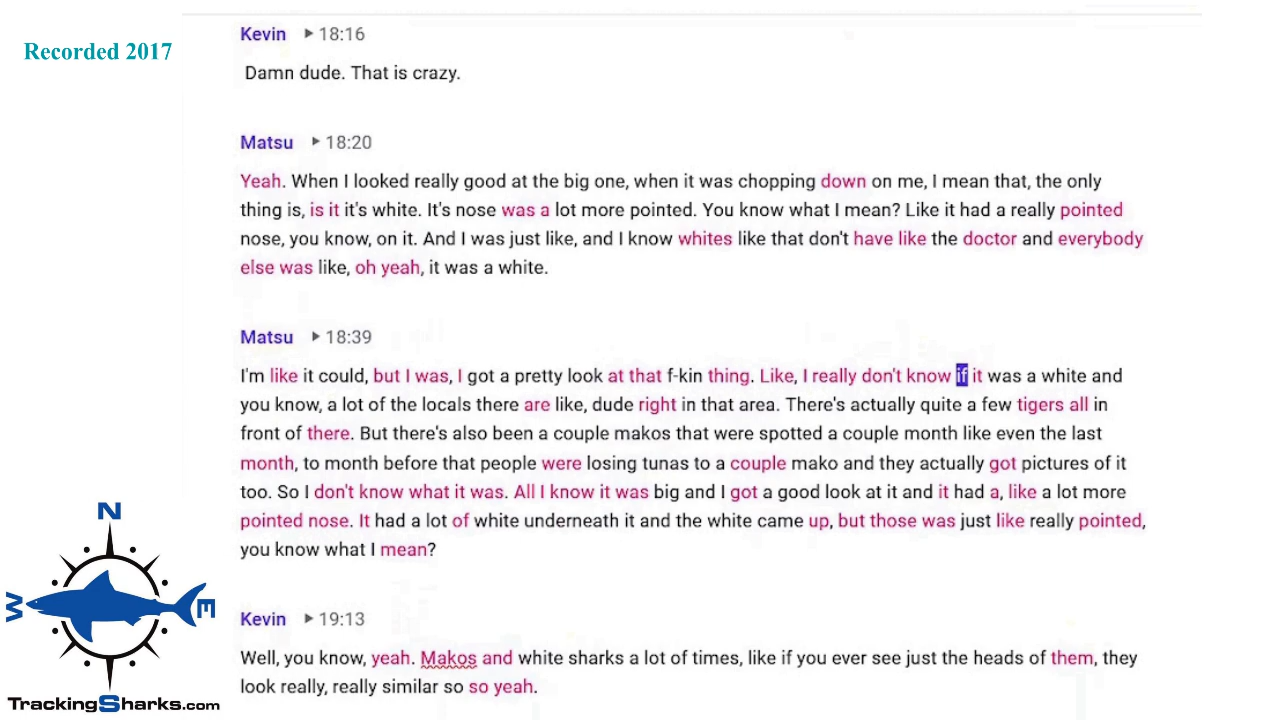 Recorded 2017
Kevin ▶ 18:16
Damn dude. That is crazy.
Matsu ▶ 18:20
Yeah. When I looked really good at the big one, when it was chopping down on me, I mean that, the only
thing is, is it it's white. It's nose was a lot more pointed. You know what I mean? Like it had a really pointed
nose, you know, on it. And I was just like, and I know whites like that don't have like the doctor and everybody
else was like, oh yeah, it was a white.
Matsu ▶ 18:39
I'm like it could, but I was, I got a pretty look at that f-kin thing. Like, I really don't know if it was a white and
you know, a lot of the locals there are like, dude right in that area. There's actually quite a few tigers all in
front of there. But there's also been a couple makos that were spotted a couple month like even the last
month, to month before that people were losing tunas to a couple mako and they actually got pictures of it
too. So I don't know what it was. All I know it was big and I got a good look at it and it had a, like a lot more
pointed nose. It had a lot of white underneath it and the white came up, but those was just like really pointed,
you know what I mean?
Kevin ▶ 19:13
Well, you know, yeah. Makos and white sharks a lot of times, like if you ever see just the heads of them, they
look really, really similar so so yeah.
N
W E
TrackingSharks.com